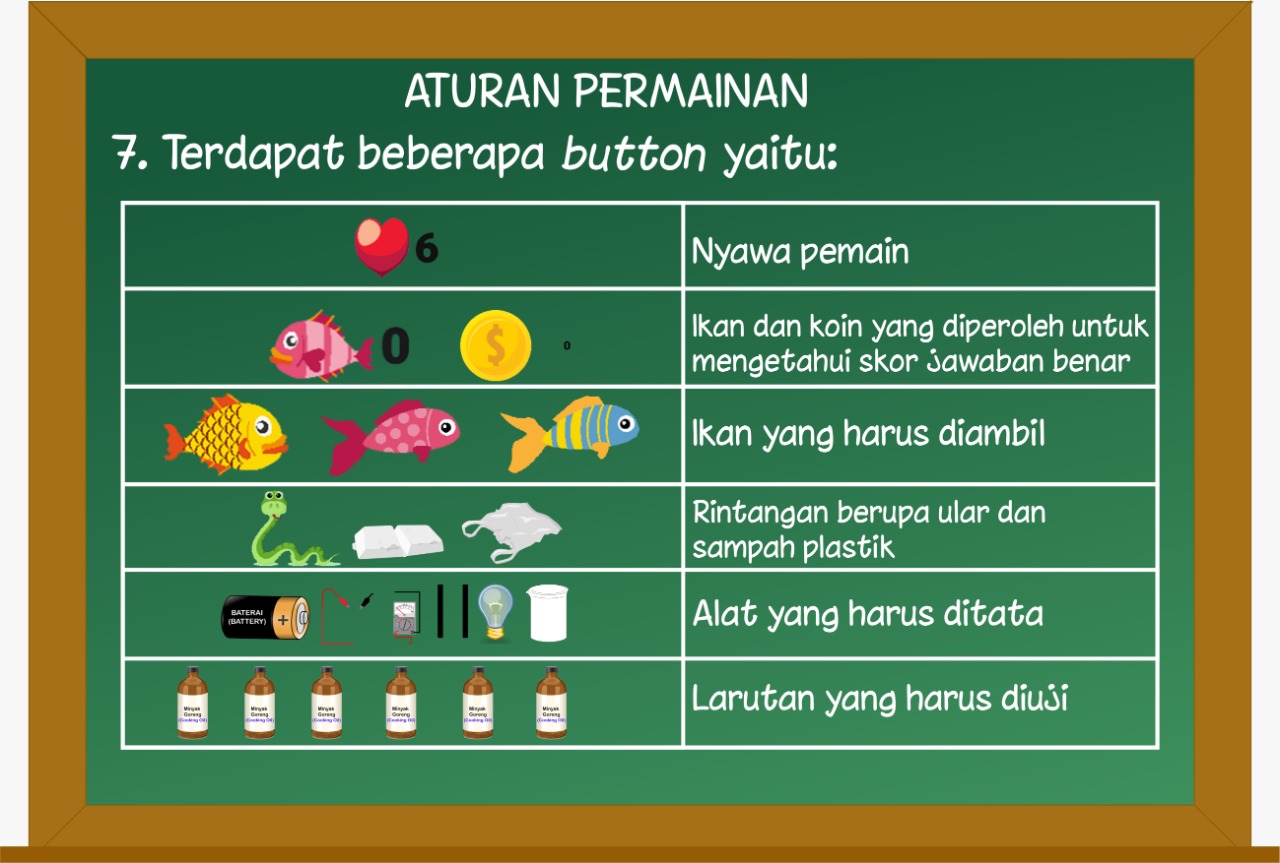 ATURAN PERMAINAN
7. Terdapat beberapa button yaitu:
6
Nyawa pemain
0
$
0
Ikan dan koin yang diperoleh untuk
mengetahui skor jawaban benar
Ikan yang harus diambil
Rintangan berupa ular dan
sampah plastik
BATERAI
(BATTERY)
+
Alat yang harus ditata
Minyak
Goreng
(Cooking Oil)
Minyak
Goreng
(Cooking Oil)
Minyak
Goreng
(Cooking Oil)
Minyak
Goreng
(Cooking Oil)
Minyak
Goreng
(Cooking Oil)
Minyak
Goreng
(Cooking Oil)
Larutan yang harus diuji